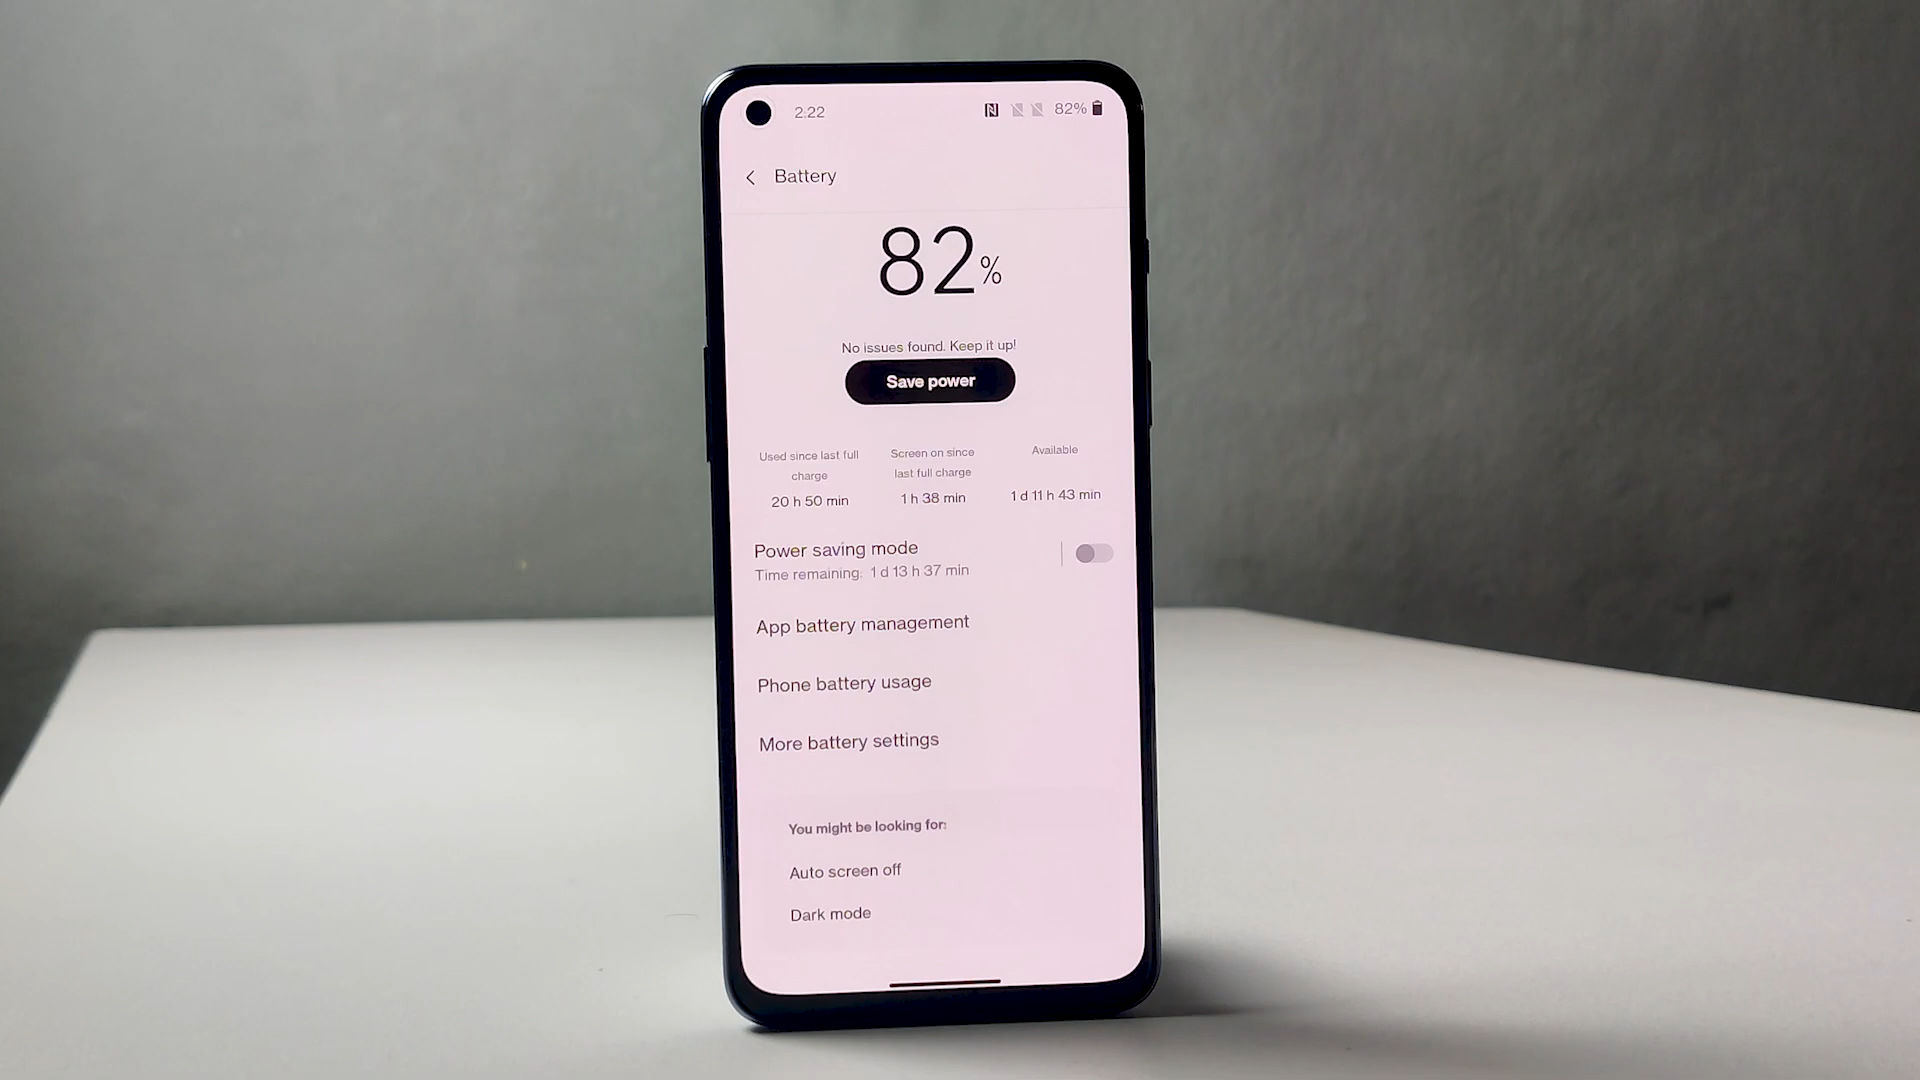 2:22 82%
Battery
82%
No issues found. Keep it up!
Save power
Used since last full
charge
20 h 50 min
Screen on since
last full charge
1 h 38 min
Available
1 d 11 h 43 min
Power saving mode
Time remaining: 1 d 13 h 37 min
App battery management
Phone battery usage
More battery settings
You might be looking for:
Auto screen off
Dark mode